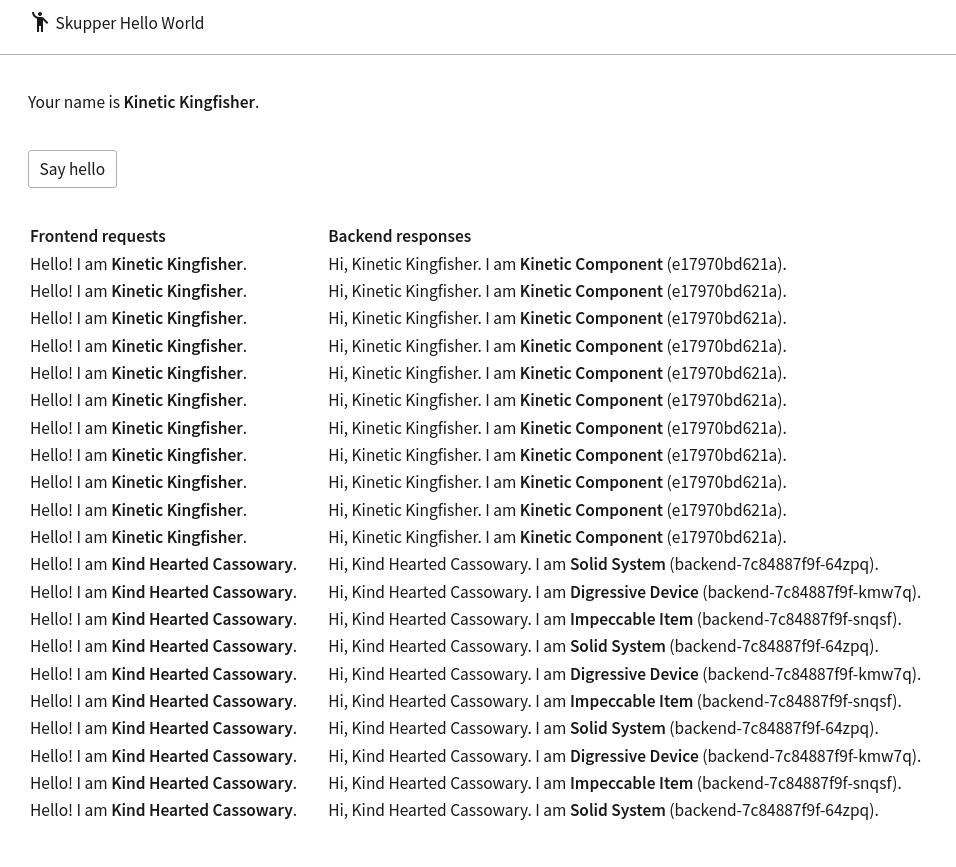 Skupper Hello World
Your name is Kinetic Kingfisher.
Say hello
Frontend requests Backend responses
Hello! I am Kinetic Kingfisher. Hi, Kinetic Kingfisher. I am Kinetic Component (e17970bd621a).
Hello! I am Kinetic Kingfisher. Hi, Kinetic Kingfisher. I am Kinetic Component (e17970bd621a).
Hello! I am Kinetic Kingfisher. Hi, Kinetic Kingfisher. I am Kinetic Component (e17970bd621a).
Hello! I am Kinetic Kingfisher. Hi, Kinetic Kingfisher. I am Kinetic Component (e17970bd621a).
Hello! I am Kinetic Kingfisher. Hi, Kinetic Kingfisher. I am Kinetic Component (e17970bd621a).
Hello! I am Kinetic Kingfisher. Hi, Kinetic Kingfisher. I am Kinetic Component (e17970bd621a).
Hello! I am Kinetic Kingfisher. Hi, Kinetic Kingfisher. I am Kinetic Component (e17970bd621a).
Hello! I am Kinetic Kingfisher. Hi, Kinetic Kingfisher. I am Kinetic Component (e17970bd621a).
Hello! I am Kinetic Kingfisher. Hi, Kinetic Kingfisher. I am Kinetic Component (e17970bd621a).
Hello! I am Kinetic Kingfisher. Hi, Kinetic Kingfisher. I am Kinetic Component (e17970bd621a).
Hello! I am Kinetic Kingfisher. Hi, Kinetic Kingfisher. I am Kinetic Component (e17970bd621a).
Hello! I am Kind Hearted Cassowary. Hi, Kind Hearted Cassowary. I am Solid System (backend-7c84887f9f-64zpq).
Hello! I am Kind Hearted Cassowary. Hi, Kind Hearted Cassowary. I am Digressive Device (backend-7c84887f9f-kmw7q).
Hello! I am Kind Hearted Cassowary. Hi, Kind Hearted Cassowary. I am Impeccable Item (backend-7c84887f9f-snqsf).
Hello! I am Kind Hearted Cassowary. Hi, Kind Hearted Cassowary. I am Solid System (backend-7c84887f9f-64zpq).
Hello! I am Kind Hearted Cassowary. Hi, Kind Hearted Cassowary. I am Digressive Device (backend-7c84887f9f-kmw7q).
Hello! I am Kind Hearted Cassowary. Hi, Kind Hearted Cassowary. I am Impeccable Item (backend-7c84887f9f-snqsf).
Hello! I am Kind Hearted Cassowary. Hi, Kind Hearted Cassowary. I am Solid System (backend-7c84887f9f-64zpq).
Hello! I am Kind Hearted Cassowary. Hi, Kind Hearted Cassowary. I am Digressive Device (backend-7c84887f9f-kmw7q).
Hello! I am Kind Hearted Cassowary. Hi, Kind Hearted Cassowary. I am Impeccable Item (backend-7c84887f9f-snqsf).
Hello! I am Kind Hearted Cassowary. Hi, Kind Hearted Cassowary. I am Solid System (backend-7c84887f9f-64zpq).